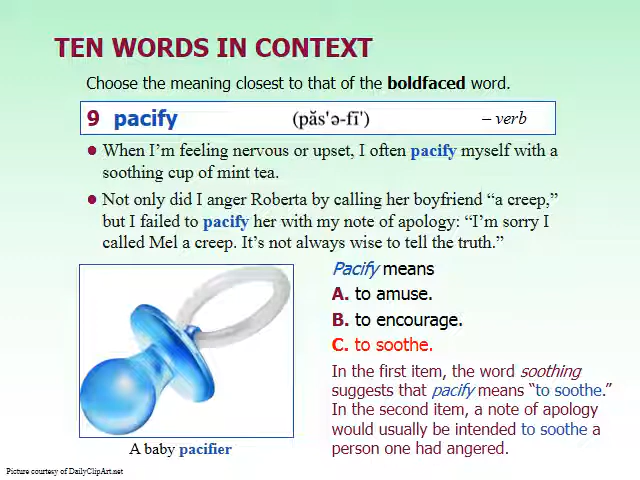 TEN WORDS IN CONTEXT
Choose the meaning closest to that of the boldfaced word.
9 pacify (păs'ə-fī') – verb
• When I’m feeling nervous or upset, I often pacify myself with a
soothing cup of mint tea.
• Not only did I anger Roberta by calling her boyfriend “a creep,”
but I failed to pacify her with my note of apology: “I’m sorry I
called Mel a creep. It’s not always wise to tell the truth.”
Pacify means
A. to amuse.
B. to encourage.
C. to soothe.
In the first item, the word soothing
suggests that pacify means “to soothe.”
In the second item, a note of apology
would usually be intended to soothe a
person one had angered.
A baby pacifier
Picture courtesy of DailyClipArt.net